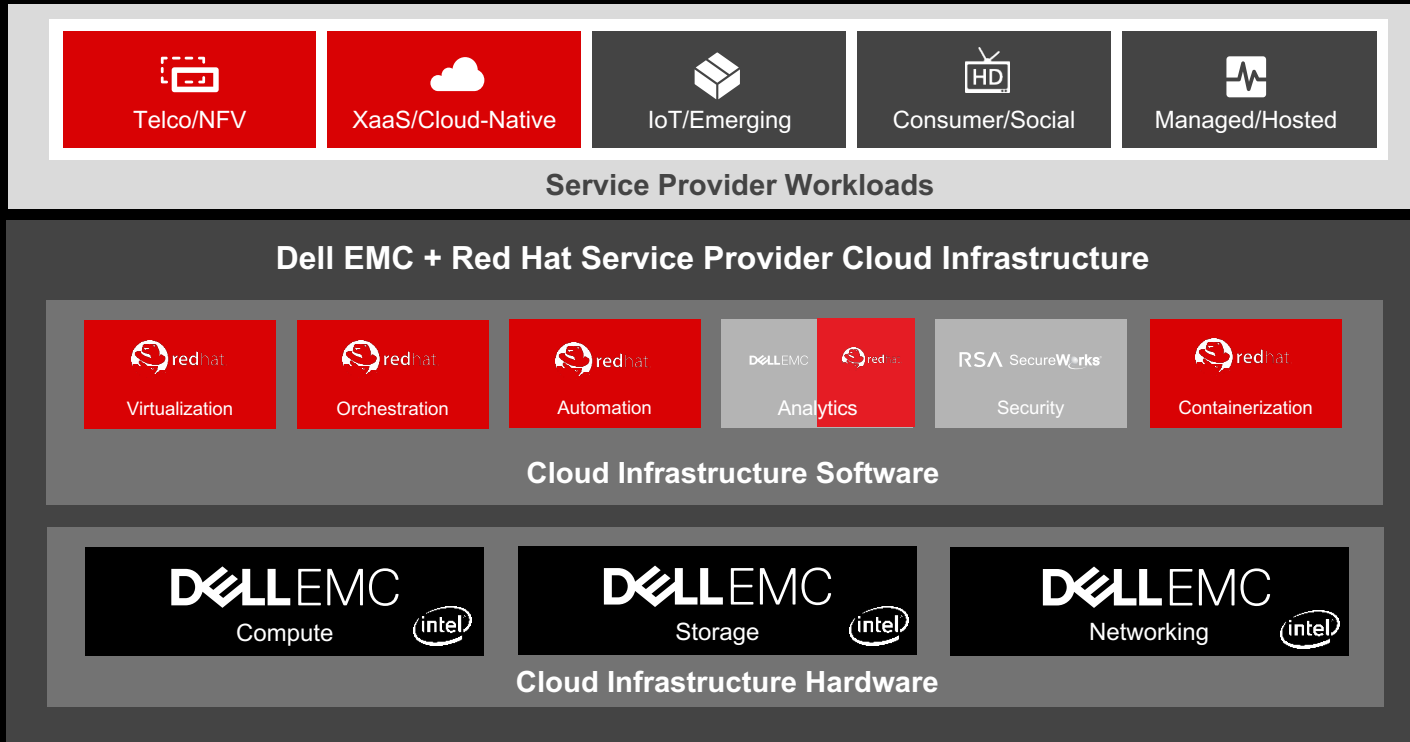 HD
Telco/NFV
XaaS/Cloud-Native
IoT/Emerging
Consumer/Social
Managed/Hosted
Service Provider Workloads
Dell EMC + Red Hat Service Provider Cloud Infrastructure
redhat
redhat
redhat
DELLEMC
redhat
RSA SecureWorks
redhat
Virtualization
Orchestration
Automation
Analytics
Security
Containerization
Cloud Infrastructure Software
DELLEMC
Compute
intel
DELLEMC
Storage
intel
DELLEMC
Networking
intel
Cloud Infrastructure Hardware